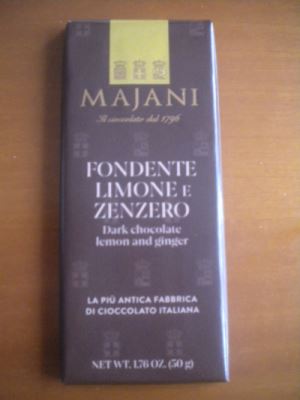 MAJANI
Il cioccolato dal 1796
FONDENTE
LIMONE E
ZENZERO
Dark chocolate
lemon and ginger
LA PIÙ ANTICA FABBRICA
DI CIOCCOLATO ITALIANA
NET WT. 1.76 OZ. (50 g)